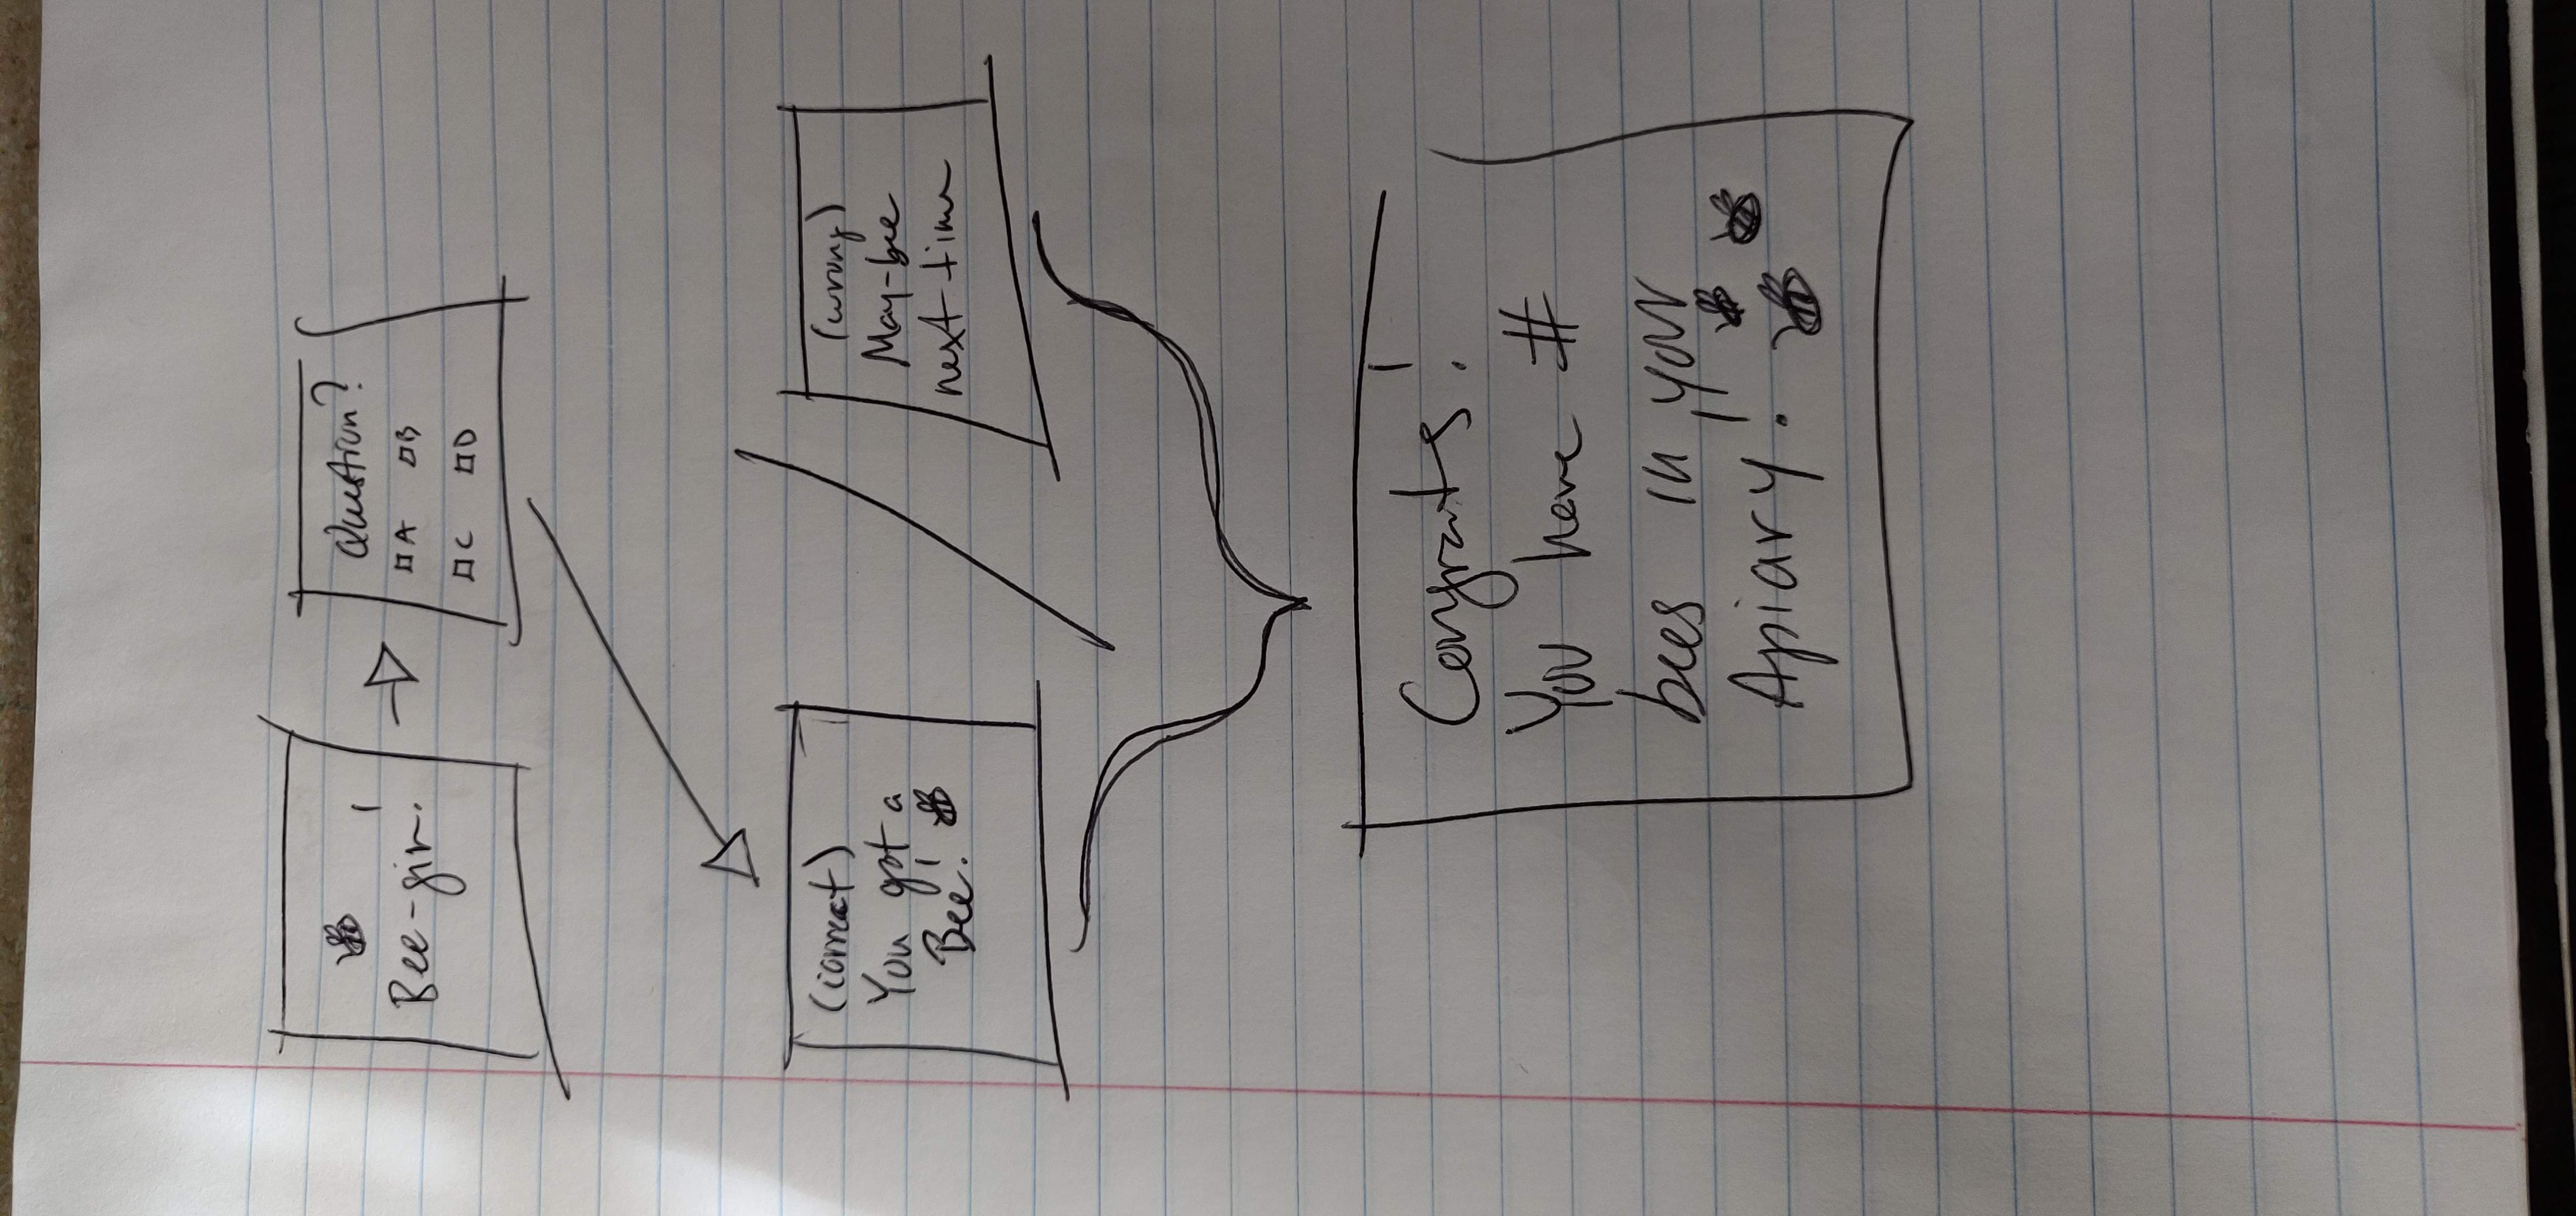 Bee-gin!
Question?
A B
C D
(correct)
You got a
Bee!
(wrong)
May-bee
next time
Congrats!
You have #
bees in your
Apiary!